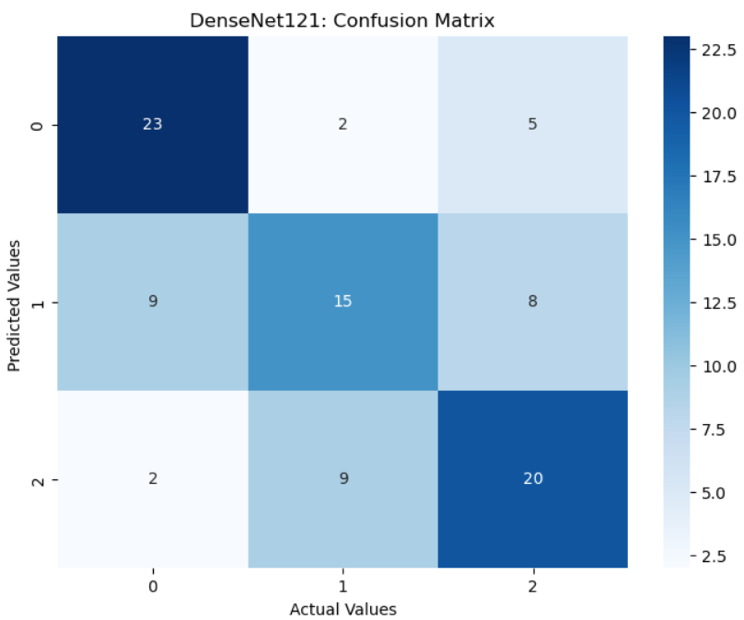 DenseNet121: Confusion Matrix
Predicted Values
0
23 2 5
1
9 15 8
2
2 9 20
0 1 2
Actual Values
22.5
20.0
17.5
15.0
12.5
10.0
7.5
5.0
2.5